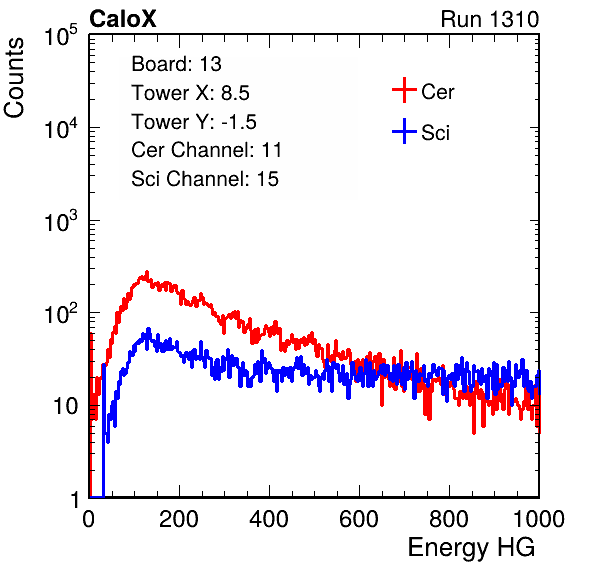 CaloX
Run 1310
Counts
10^5
10^4
10^3
10^2
10
1
Board: 13
Tower X: 8.5
Tower Y: -1.5
Cer Channel: 11
Sci Channel: 15
Cer
Sci
0 200 400 600 800 1000
Energy HG